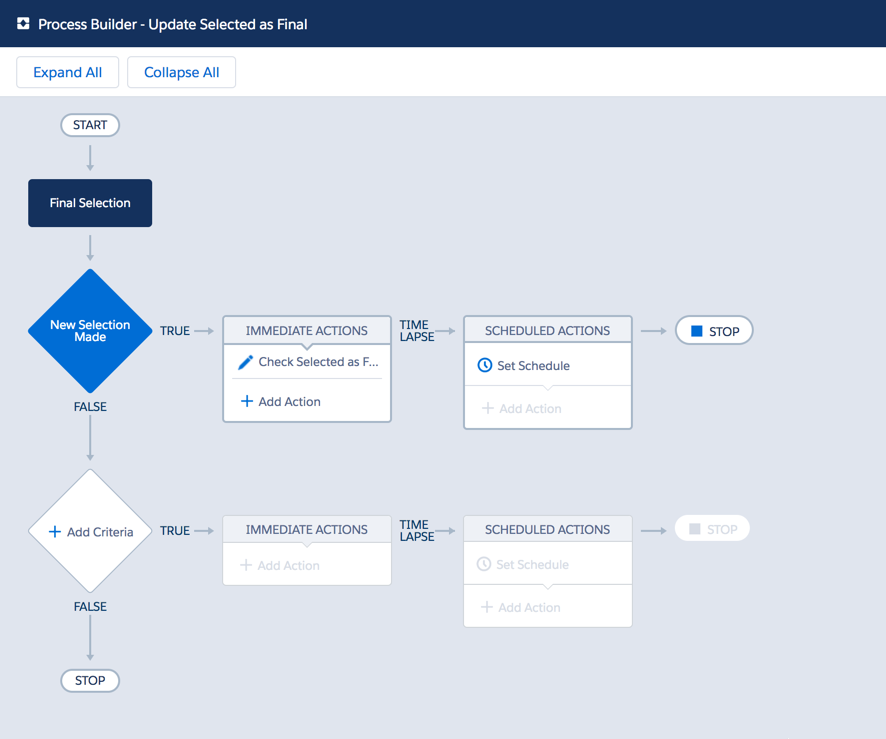 Process Builder - Update Selected as Final
Expand All
Collapse All
START
Final Selection
New Selection
Made
TRUE
IMMEDIATE ACTIONS
Check Selected as F...
Add Action
TIME
LAPSE
SCHEDULED ACTIONS
Set Schedule
Add Action
STOP
FALSE
Add Criteria
TRUE
IMMEDIATE ACTIONS
Add Action
TIME
LAPSE
SCHEDULED ACTIONS
Set Schedule
Add Action
STOP
FALSE
STOP